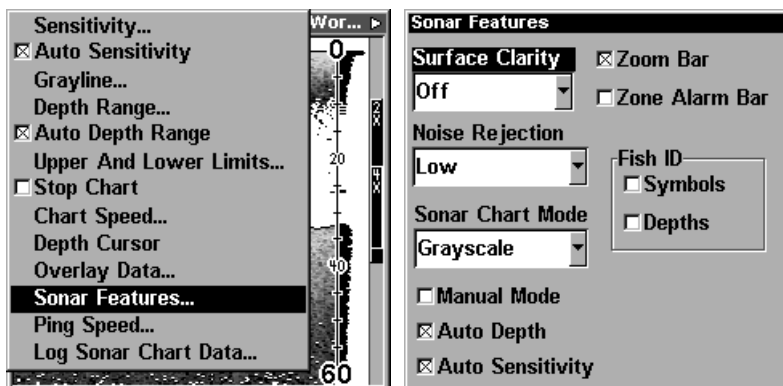 Sensitivity...
Auto Sensitivity
Grayline...
Depth Range...
Auto Depth Range
Upper And Lower Limits...
Stop Chart
Chart Speed...
Depth Cursor
Overlay Data...
Sonar Features...
Ping Speed...
Log Sonar Chart Data...
Wor...
0
20
40
60
2X
4X
Sonar Features
Surface Clarity
Off
Noise Rejection
Low
Sonar Chart Mode
Grayscale
Manual Mode
Auto Depth
Auto Sensitivity
Zoom Bar
Zone Alarm Bar
Fish ID
Symbols
Depths